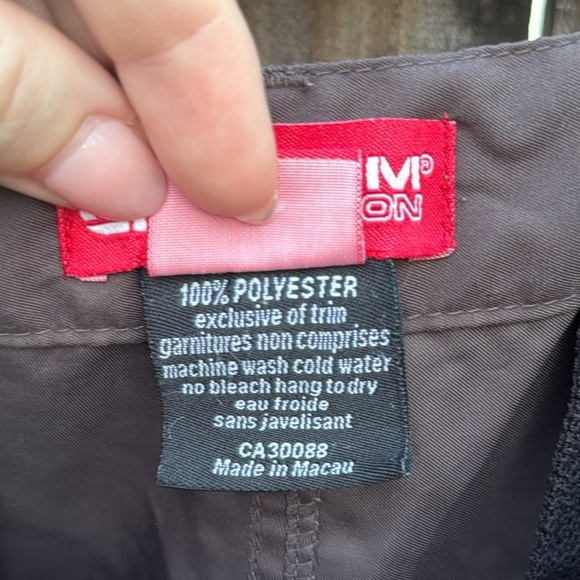 M®
ON
100% POLYESTER
exclusive of trim
garnitures non comprises
machine wash cold water
no bleach hang to dry
eau froide
sans javelisant
CA30088
Made in Macau